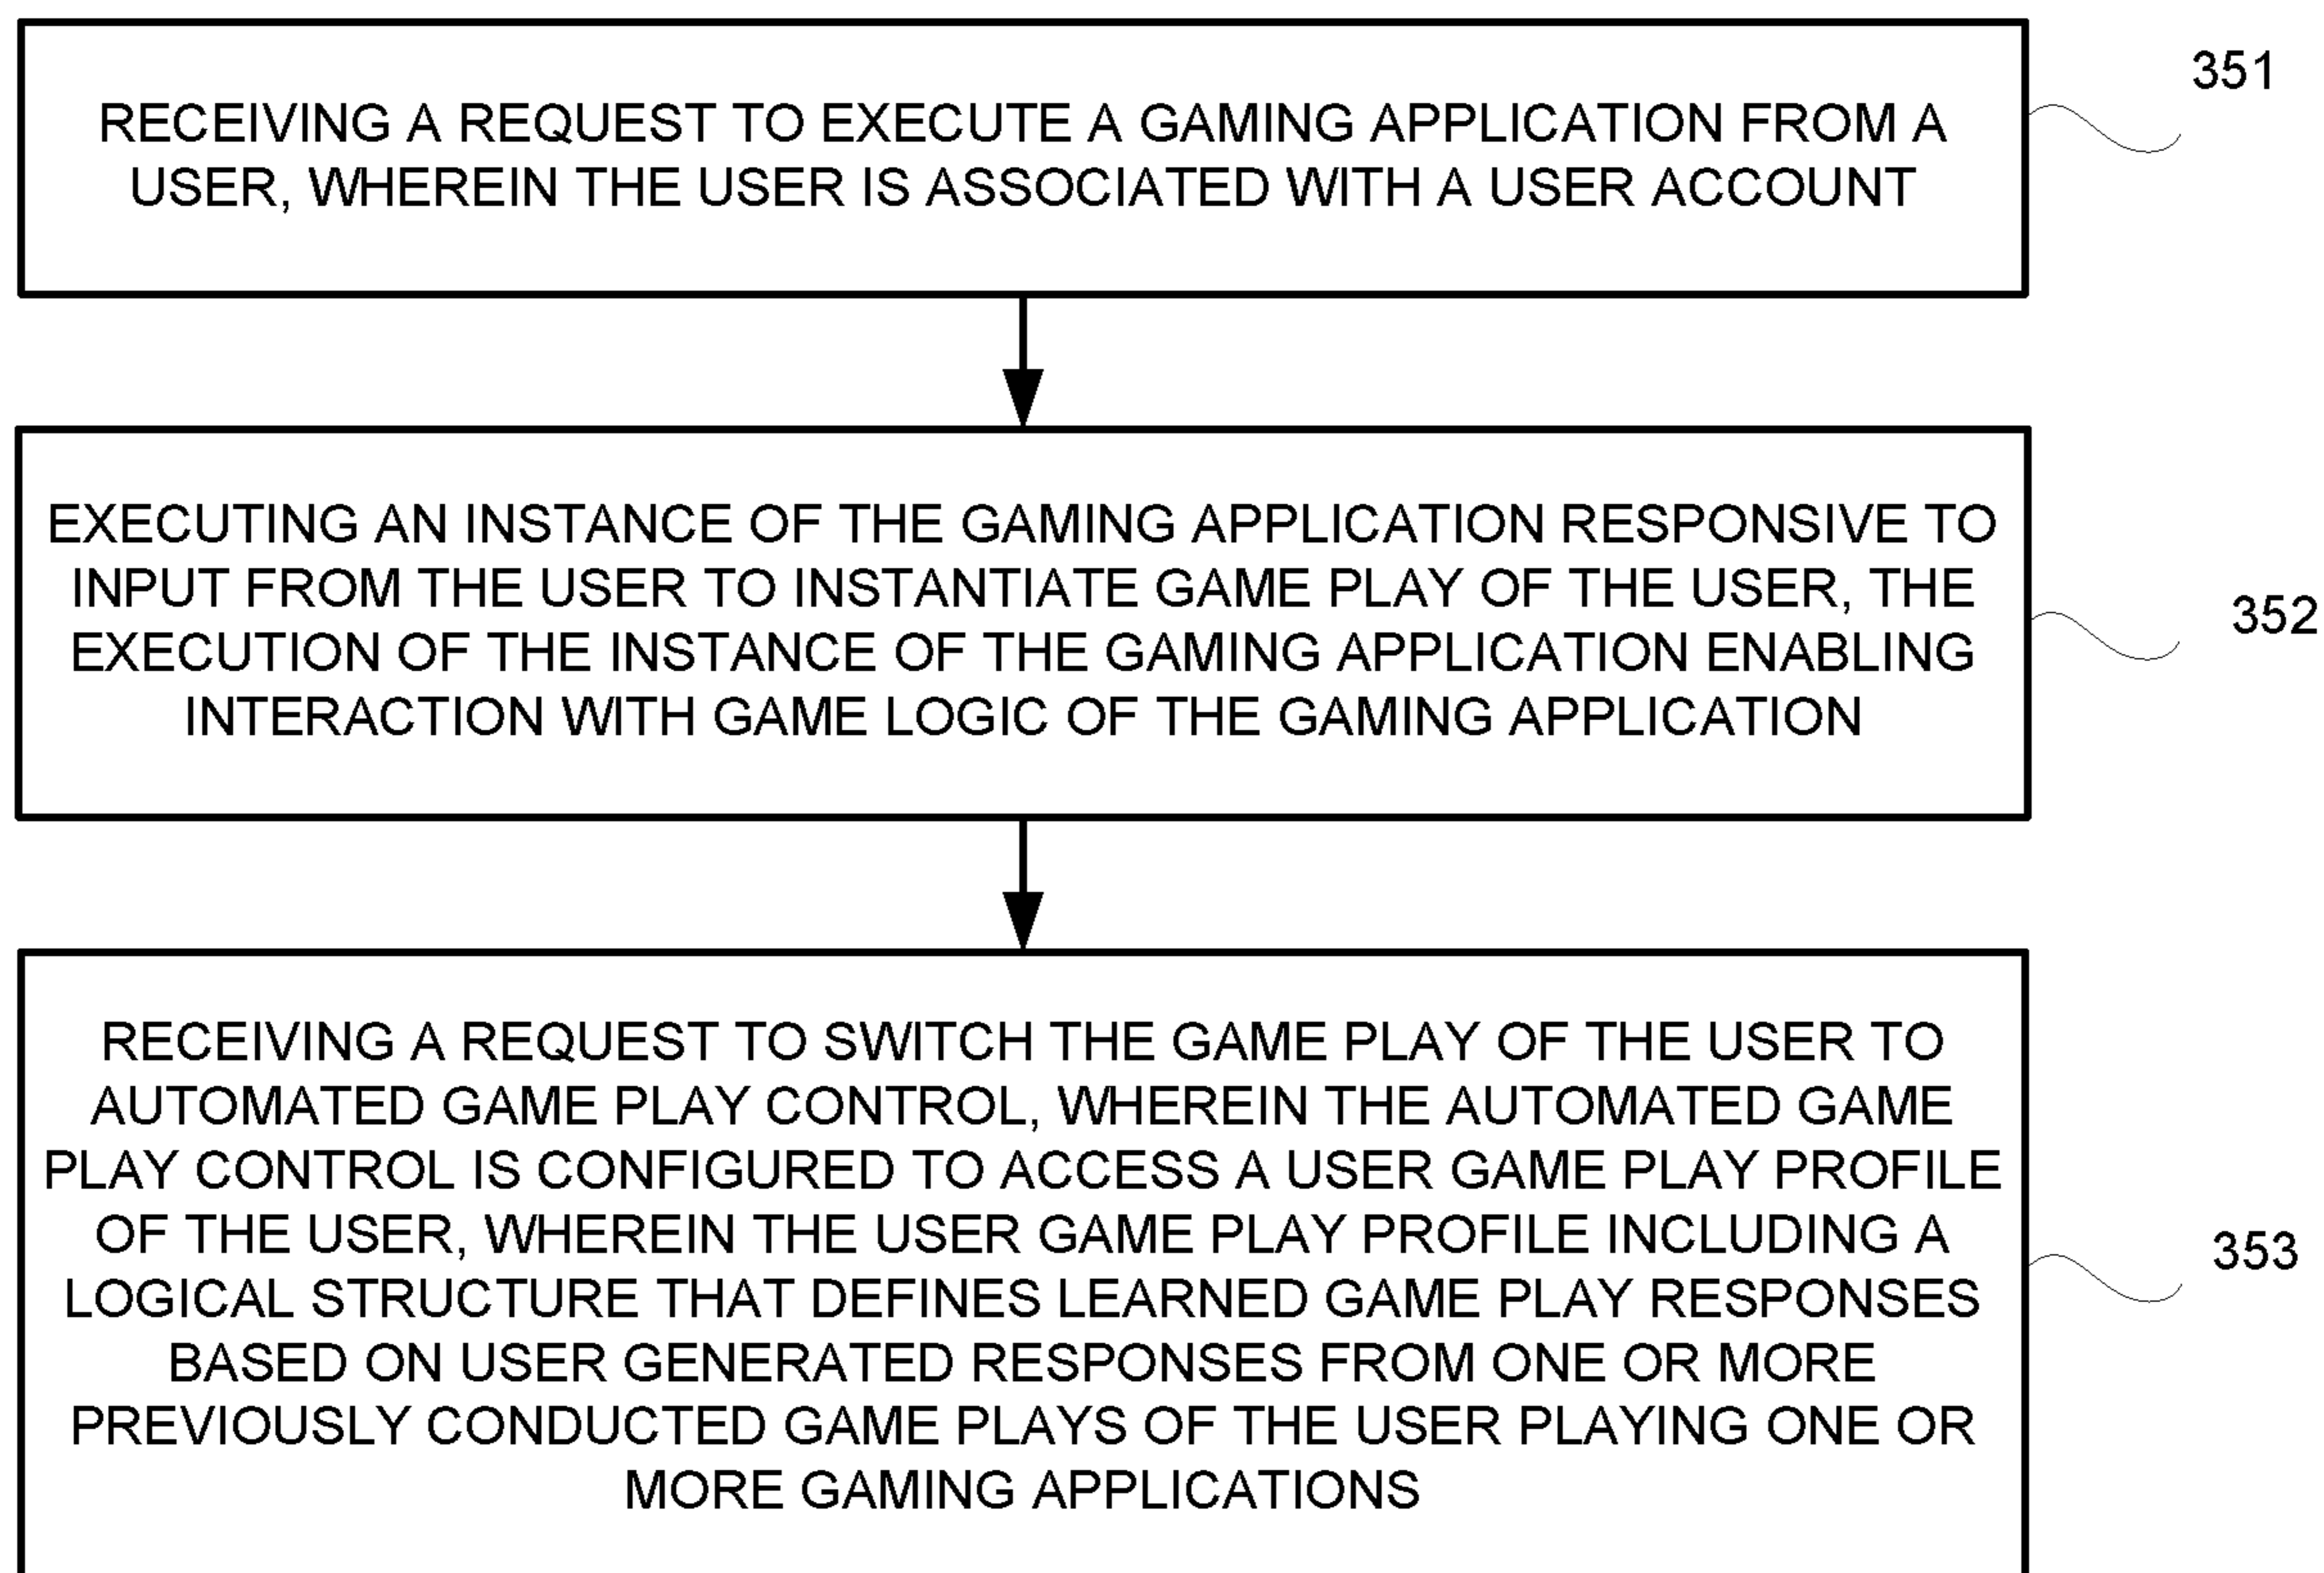 RECEIVING A REQUEST TO EXECUTE A GAMING APPLICATION FROM A
USER, WHEREIN THE USER IS ASSOCIATED WITH A USER ACCOUNT
351
EXECUTING AN INSTANCE OF THE GAMING APPLICATION RESPONSIVE TO
INPUT FROM THE USER TO INSTANTIATE GAME PLAY OF THE USER, THE
EXECUTION OF THE INSTANCE OF THE GAMING APPLICATION ENABLING
INTERACTION WITH GAME LOGIC OF THE GAMING APPLICATION
352
RECEIVING A REQUEST TO SWITCH THE GAME PLAY OF THE USER TO
AUTOMATED GAME PLAY CONTROL, WHEREIN THE AUTOMATED GAME
PLAY CONTROL IS CONFIGURED TO ACCESS A USER GAME PLAY PROFILE
OF THE USER, WHEREIN THE USER GAME PLAY PROFILE INCLUDING A
LOGICAL STRUCTURE THAT DEFINES LEARNED GAME PLAY RESPONSES
BASED ON USER GENERATED RESPONSES FROM ONE OR MORE
PREVIOUSLY CONDUCTED GAME PLAYS OF THE USER PLAYING ONE OR
MORE GAMING APPLICATIONS
353